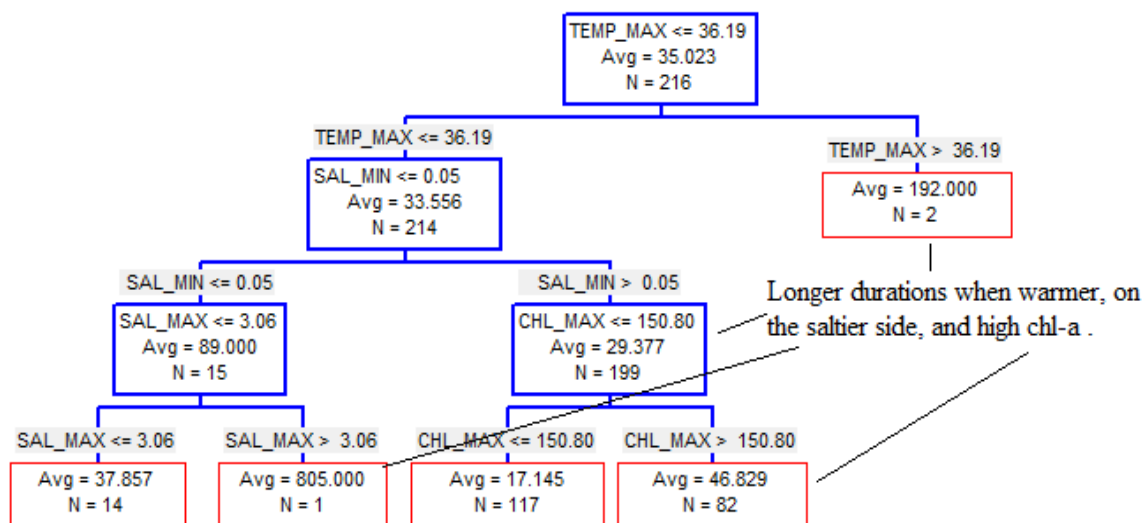 TEMP_MAX <= 36.19
Avg = 35.023
N = 216
TEMP_MAX <= 36.19
TEMP_MAX > 36.19
SAL_MIN <= 0.05
Avg = 33.556
N = 214
Avg = 192.000
N = 2
SAL_MIN <= 0.05
SAL_MIN > 0.05
Longer durations when warmer, on
the saltier side, and high chl-a .
SAL_MAX <= 3.06
Avg = 89.000
N = 15
CHL_MAX <= 150.80
Avg = 29.377
N = 199
SAL_MAX <= 3.06
SAL_MAX > 3.06
CHL_MAX <= 150.80
CHL_MAX > 150.80
Avg = 37.857
N = 14
Avg = 805.000
N = 1
Avg = 17.145
N = 117
Avg = 46.829
N = 82